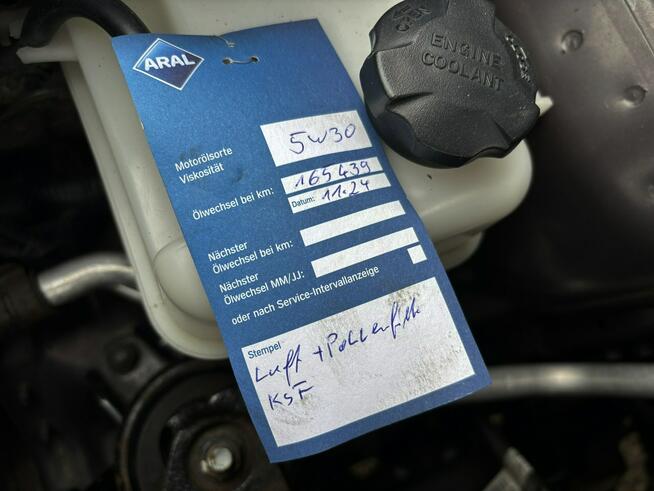 ARAL
ENGINE
COOLANT
Motorölsorte
Viskosität
5W30
Ölwechsel bei km:
165439
Datum: 11.24
Nächster
Ölwechsel bei km:
Nächster
Ölwechsel MM/JJ:
oder nach Service-Intervallanzeige
Stempel
Luft + Pollenfilt
KSF